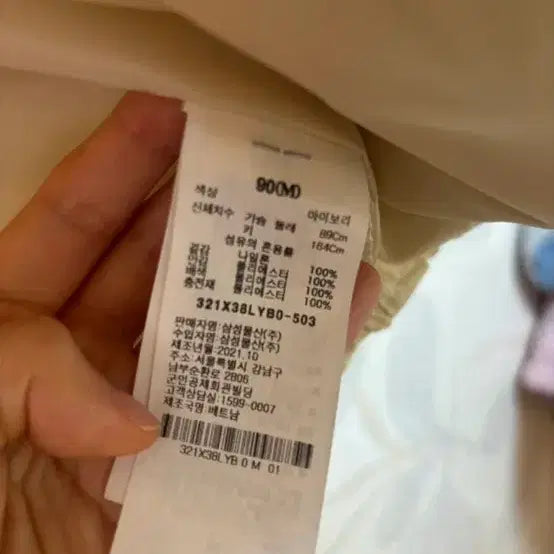 90(M)
색상 아이보리
신체치수 가슴 둘레 89Cm
키 164Cm
섬유의 혼용률
겉감 나일론 100%
안감 폴리에스터 100%
배색 폴리에스터 100%
충전재 폴리에스터 100%
321X38LYB0-503
판매자명:삼성물산(주)
수입자명:삼성물산(주)
제조년월:2021.10
주소:서울특별시 강남구
남부순환로 2806
군인공제회관빌딩
고객상담실:1599-0007
제조국명:베트남
321X38LYB 0 M 01